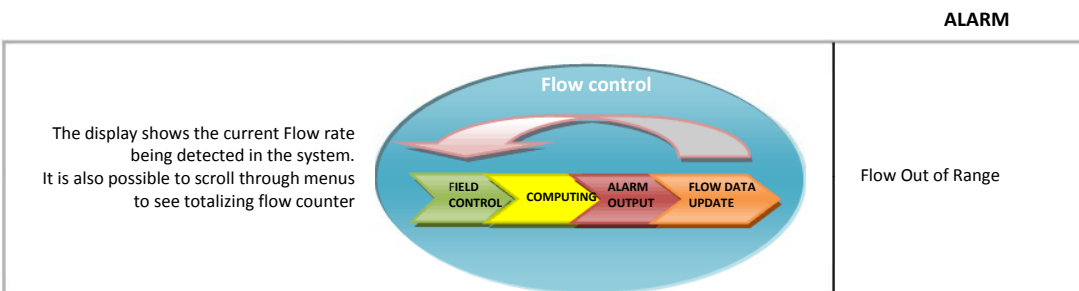 ALARM
The display shows the current Flow rate
being detected in the system.
It is also possible to scroll through menus
to see totalizing flow counter
Flow control
FIELD
CONTROL
COMPUTING
ALARM
OUTPUT
FLOW DATA
UPDATE
Flow Out of Range